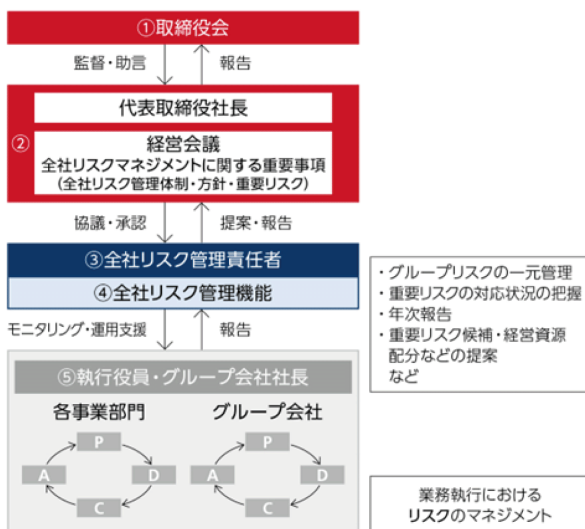 ①取締役会
監督・助言
報告
代表取締役社長
②
経営会議
全社リスクマネジメントに関する重要事項
(全社リスク管理体制・方針・重要リスク)
協議・承認
提案・報告
③全社リスク管理責任者
④全社リスク管理機能
・グループリスクの一元管理
・重要リスクの対応状況の把握
・年次報告
・重要リスク候補・経営資源
配分などの提案
など
モニタリング・運用支援
報告
⑤執行役員・グループ会社社長
各事業部門
グループ会社
P
A
D
C
P
A
D
C
業務執行における
リスクのマネジメント